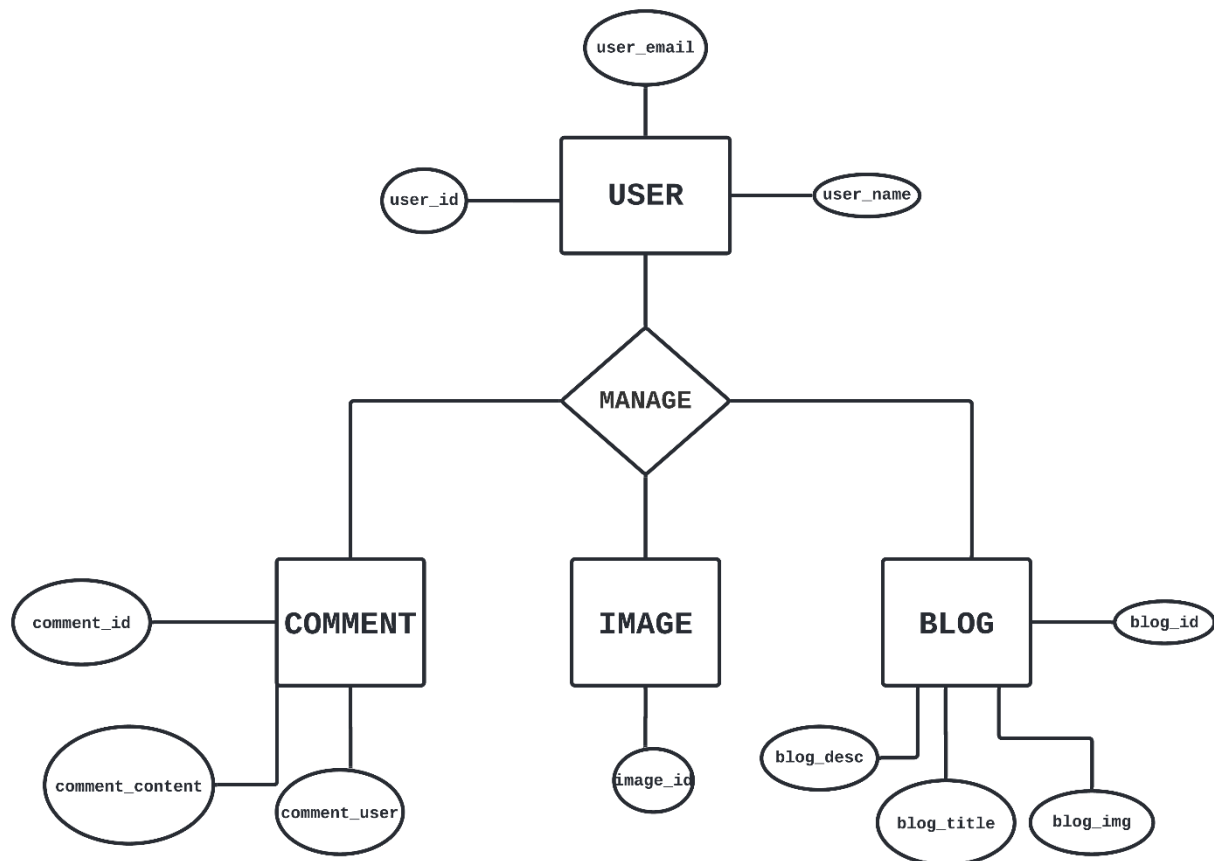 user_email
user_id
USER
user_name
MANAGE
COMMENT
IMAGE
BLOG
comment_id
blog_id
comment_content
comment_user
image_id
blog_desc
blog_title
blog_img